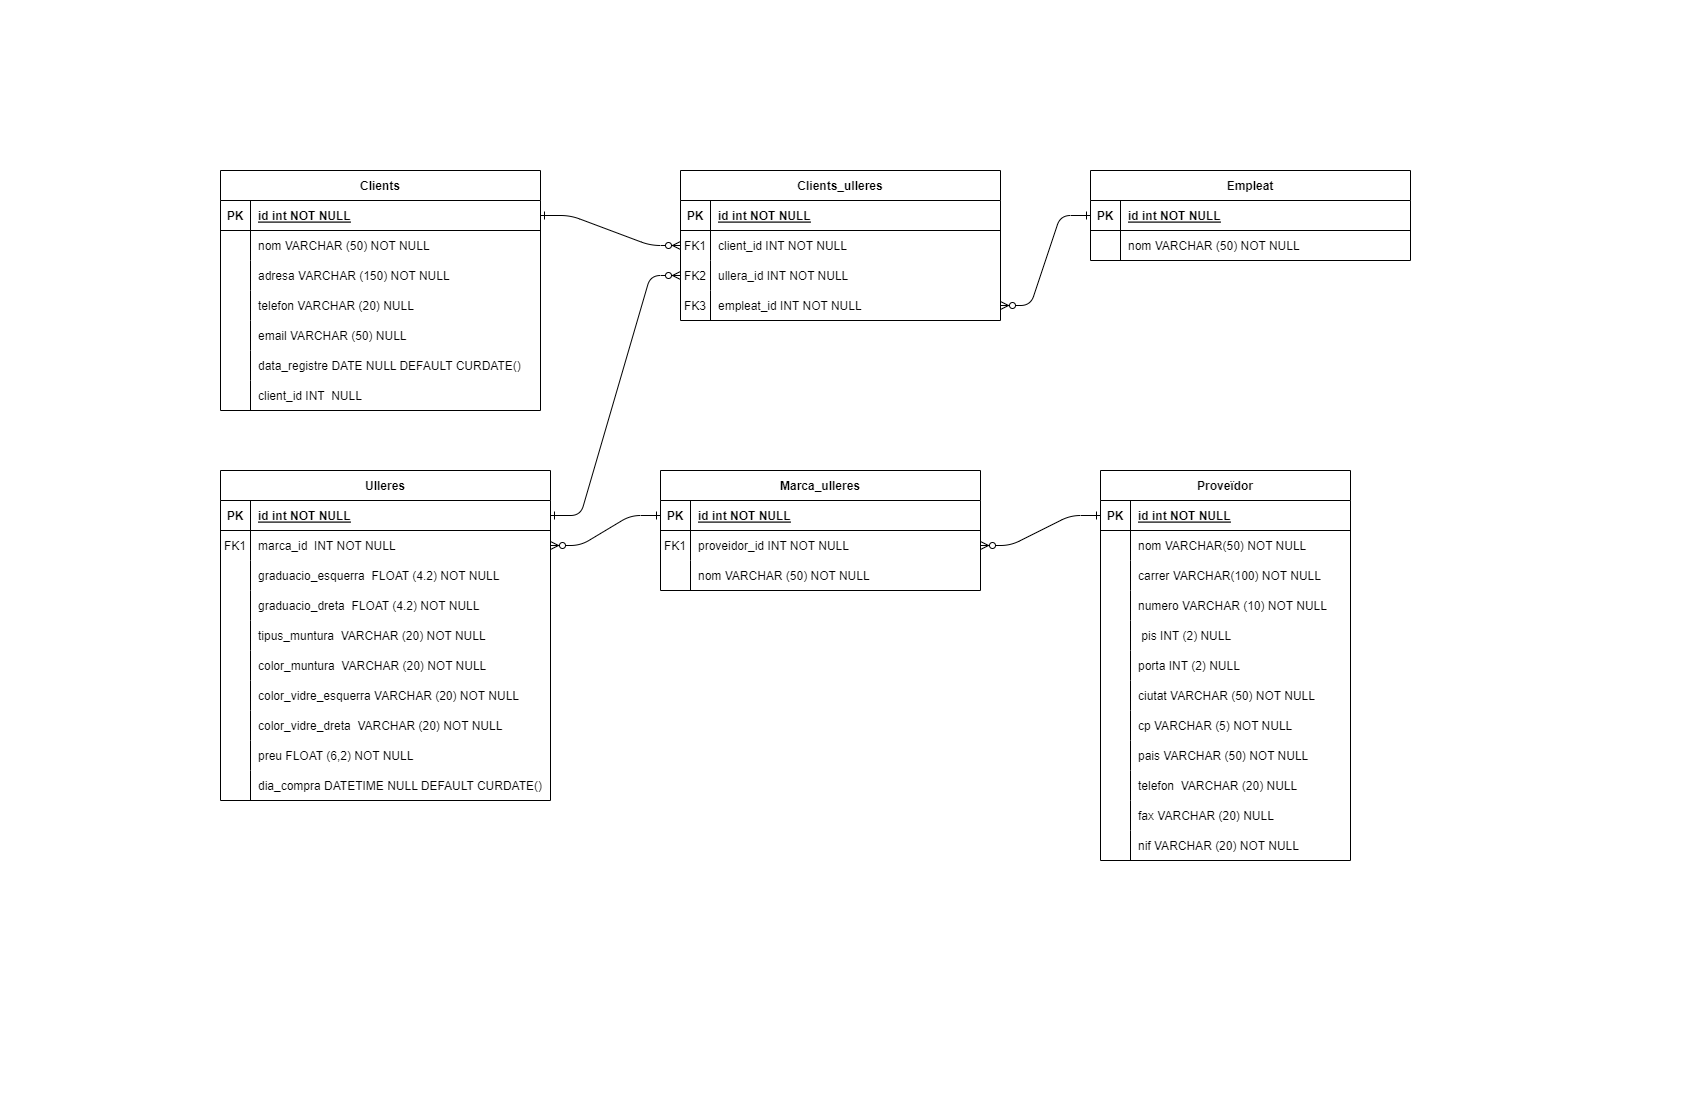 Clients
PK id int NOT NULL
nom VARCHAR (50) NOT NULL
adresa VARCHAR (150) NOT NULL
telefon VARCHAR (20) NULL
email VARCHAR (50) NULL
data_registre DATE NULL DEFAULT CURDATE()
client_id INT  NULL
Clients_ulleres
PK id int NOT NULL
FK1 client_id INT NOT NULL
FK2 ullera_id INT NOT NULL
FK3 empleat_id INT NOT NULL
Empleat
PK id int NOT NULL
nom VARCHAR (50) NOT NULL
Ulleres
PK id int NOT NULL
FK1 marca_id  INT NOT NULL
graduacio_esquerra  FLOAT (4.2) NOT NULL
graduacio_dreta  FLOAT (4.2) NOT NULL
tipus_muntura  VARCHAR (20) NOT NULL
color_muntura  VARCHAR (20) NOT NULL
color_vidre_esquerra VARCHAR (20) NOT NULL
color_vidre_dreta  VARCHAR (20) NOT NULL
preu FLOAT (6,2) NOT NULL
dia_compra DATETIME NULL DEFAULT CURDATE()
Marca_ulleres
PK id int NOT NULL
FK1 proveidor_id INT NOT NULL
nom VARCHAR (50) NOT NULL
Proveïdor
PK id int NOT NULL
nom VARCHAR(50) NOT NULL
carrer VARCHAR(100) NOT NULL
numero VARCHAR (10) NOT NULL
pis INT (2) NULL
porta INT (2) NULL
ciutat VARCHAR (50) NOT NULL
cp VARCHAR (5) NOT NULL
pais VARCHAR (50) NOT NULL
telefon  VARCHAR (20) NULL
fax VARCHAR (20) NULL
nif VARCHAR (20) NOT NULL